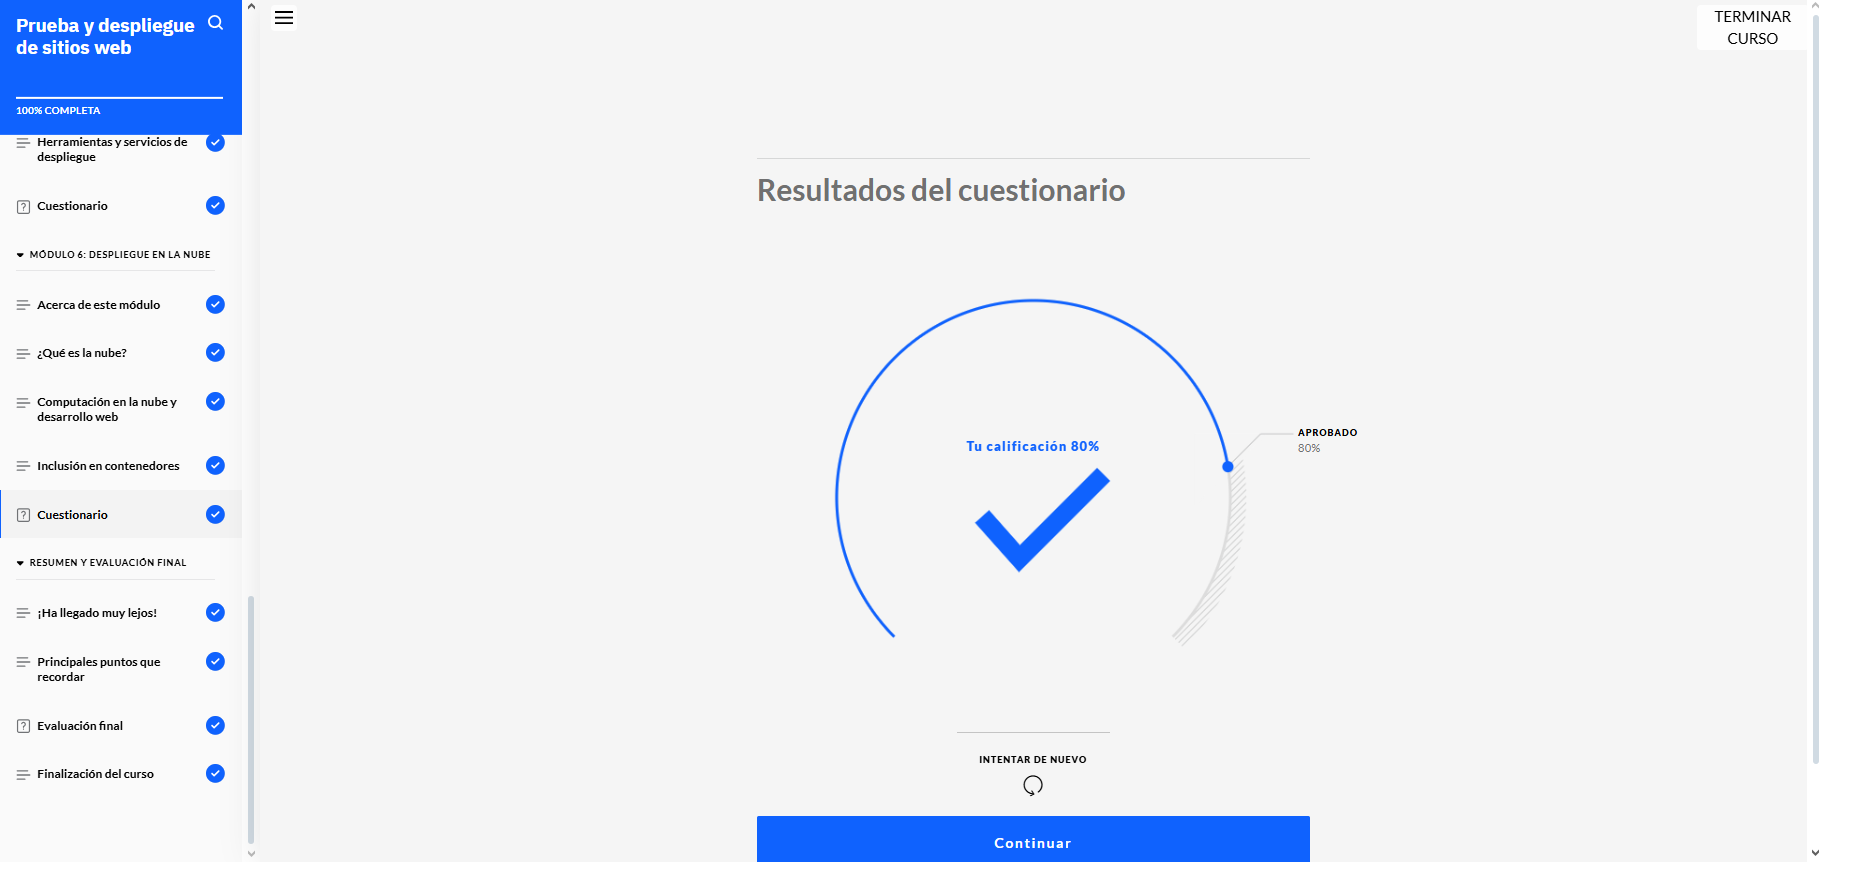 Prueba y despliegue
de sitios web
100% COMPLETA
Herramientas y servicios de
despliegue
Cuestionario
MÓDULO 6: DESPLIEGUE EN LA NUBE
Acerca de este módulo
¿Qué es la nube?
Computación en la nube y
desarrollo web
Inclusión en contenedores
Cuestionario
RESUMEN Y EVALUACIÓN FINAL
¡Ha llegado muy lejos!
Principales puntos que
recordar
Evaluación final
Finalización del curso
TERMINAR
CURSO
Resultados del cuestionario
Tu calificación 80%
APROBADO
80%
INTENTAR DE NUEVO
Continuar